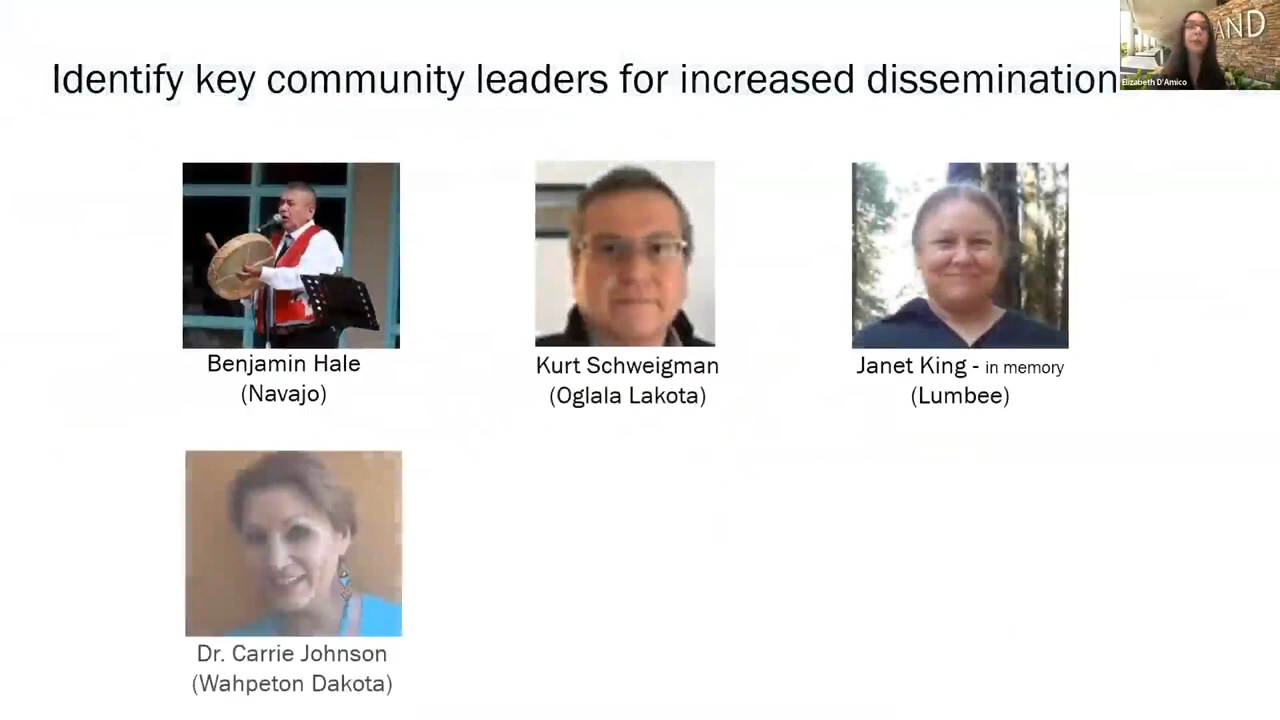 Identify key community leaders for increased dissemination
AND
Elizabeth D'Amico
Benjamin Hale
(Navajo)
Kurt Schweigman
(Oglala Lakota)
Janet King - in memory
(Lumbee)
Dr. Carrie Johnson
(Wahpeton Dakota)